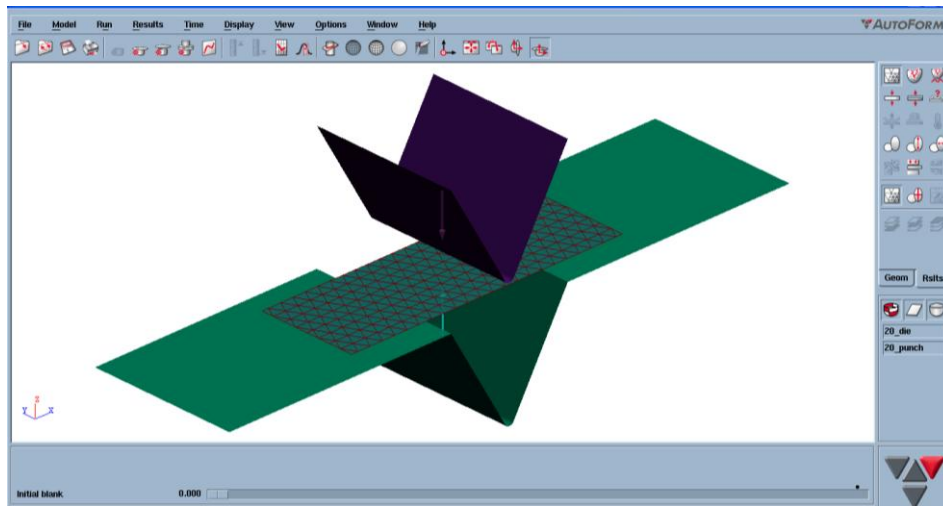 File Model Run Results Time Display View Options Window Help
AUTOFORM
Geom Rslts
20_die
20_punch
Initial blank 0.000